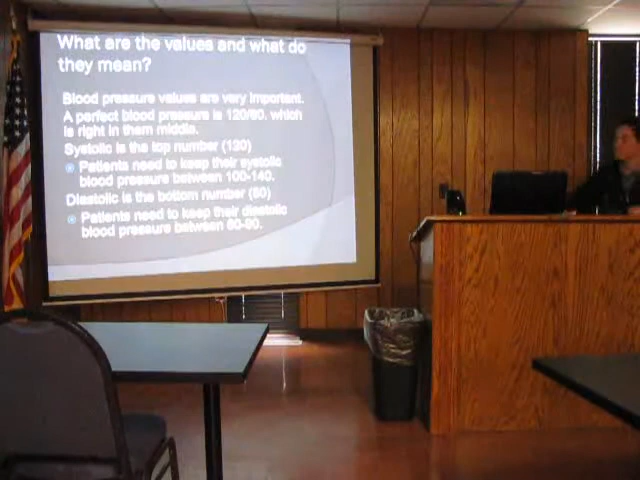 What are the values and what do
they mean?
Blood pressure values are very important.
A perfect blood pressure is 120/80, which
is right in them middle.
Systolic is the top number (120)
Patients need to keep their systolic
blood pressure between 100-140.
Diastolic is the bottom number (80)
Patients need to keep their diastolic
blood pressure between 60-90.